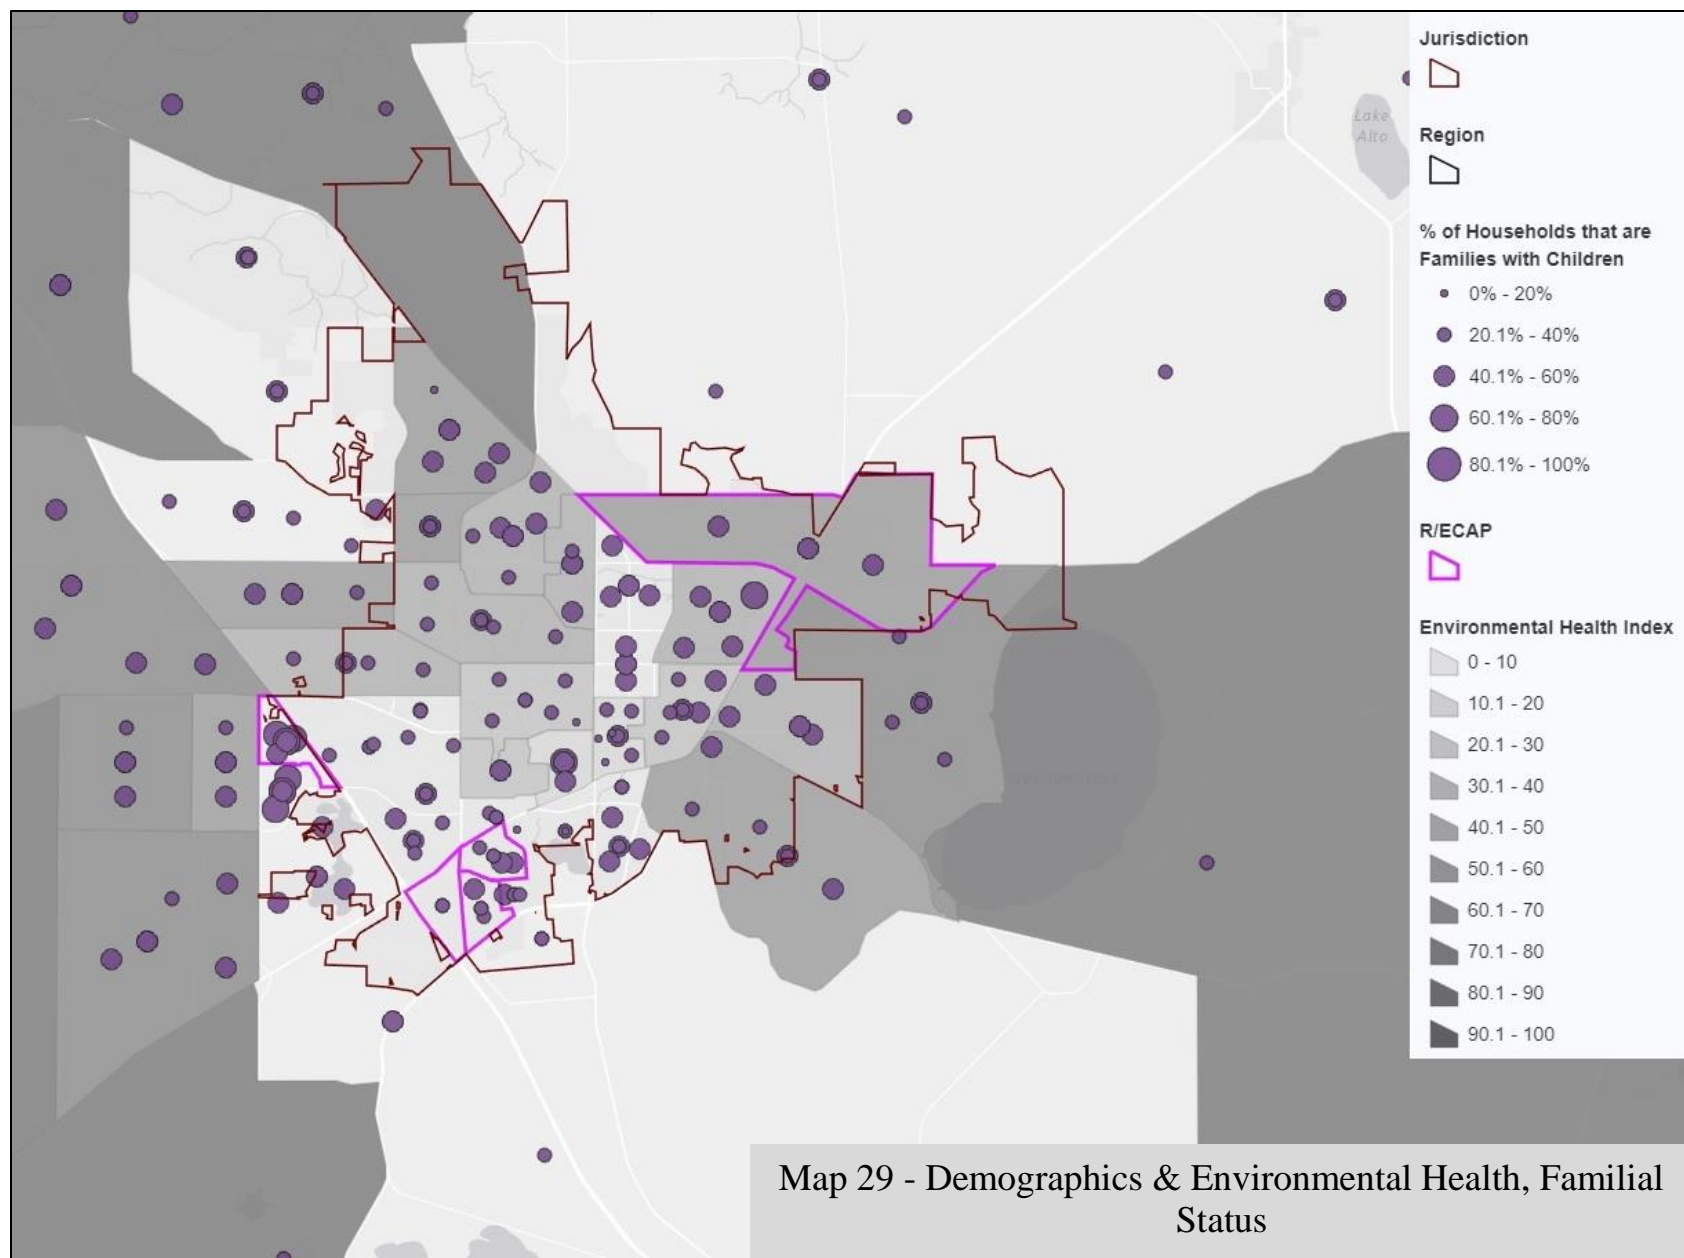 Lake
Alto
Jurisdiction
Region
% of Households that are
Families with Children
0% - 20%
20.1% - 40%
40.1% - 60%
60.1% - 80%
80.1% - 100%
R/ECAP
Environmental Health Index
0 - 10
10.1 - 20
20.1 - 30
30.1 - 40
40.1 - 50
50.1 - 60
60.1 - 70
70.1 - 80
80.1 - 90
90.1 - 100
Map 29 - Demographics & Environmental Health, Familial
Status